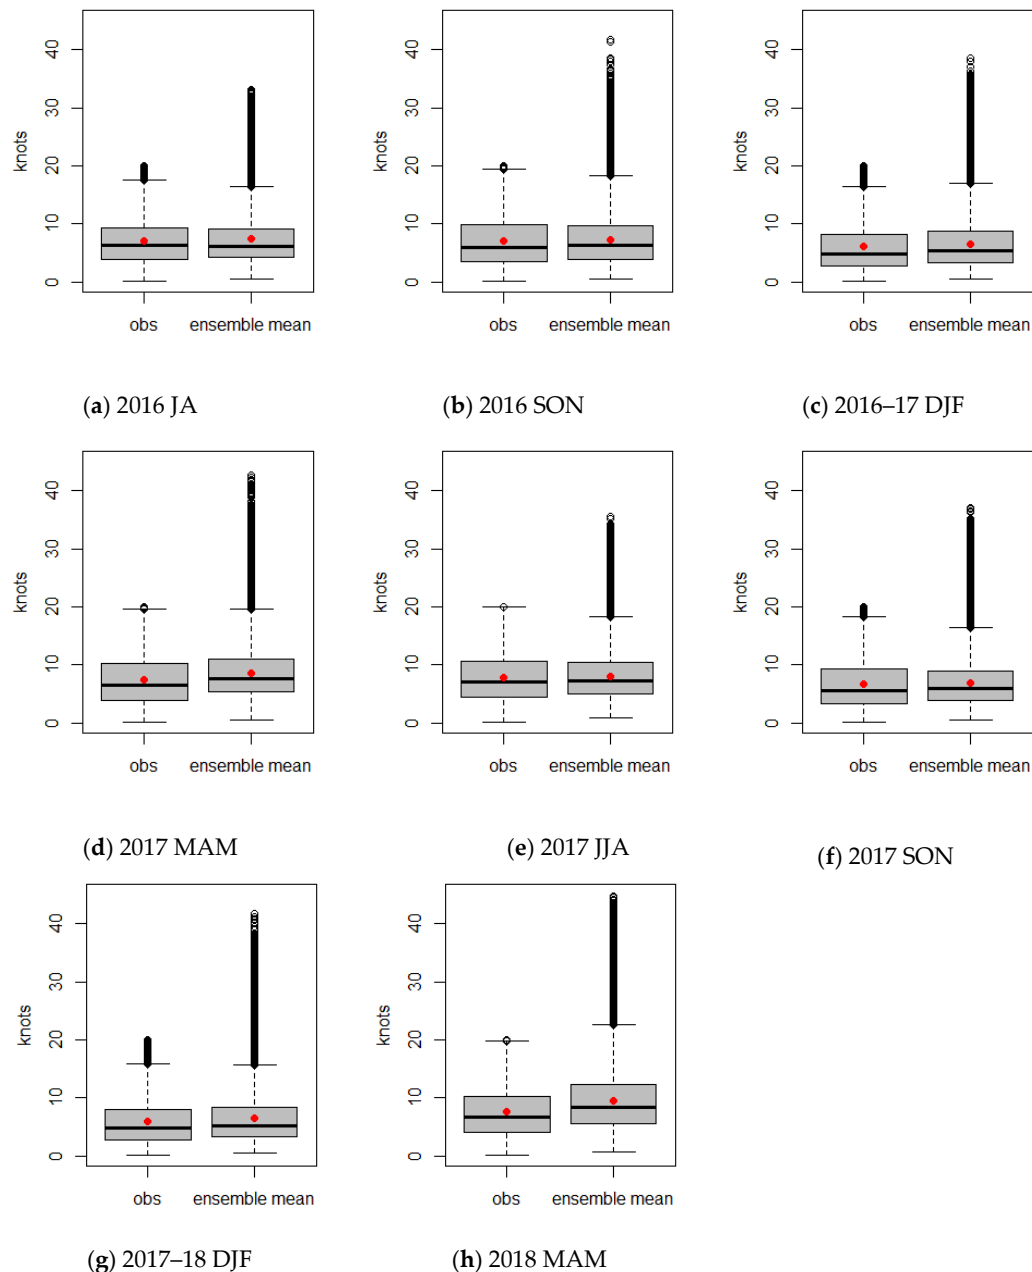 knots
40
30
20
10
0
obs ensemble mean
knots
40
30
20
10
0
obs ensemble mean
knots
40
30
20
10
0
obs ensemble mean
(a) 2016 JA
(b) 2016 SON
(c) 2016–17 DJF
knots
40
30
20
10
0
obs ensemble mean
knots
40
30
20
10
0
obs ensemble mean
knots
40
30
20
10
0
obs ensemble mean
(d) 2017 MAM
(e) 2017 JJA
(f) 2017 SON
knots
40
30
20
10
0
obs ensemble mean
knots
40
30
20
10
0
obs ensemble mean
(g) 2017–18 DJF
(h) 2018 MAM